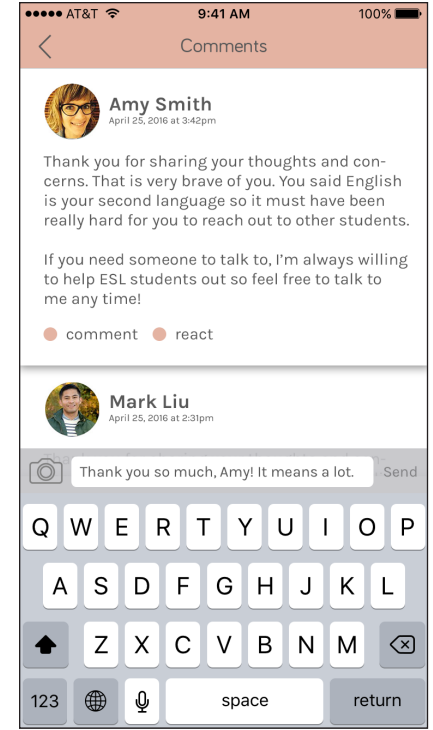 AT&T 9:41 AM 100%
Comments
Amy Smith
April 25, 2016 at 3:42pm
Thank you for sharing your thoughts and con-
cerns. That is very brave of you. You said English
is your second language so it must have been
really hard for you to reach out to other students.
If you need someone to talk to, I'm always willing
to help ESL students out so feel free to talk to
me any time!
comment react
Mark Liu
April 25, 2016 at 2:31pm
Thank you so much, Amy! It means a lot. Send
Q W E R T Y U I O P
A S D F G H J K L
Z X C V B N M
123 space return